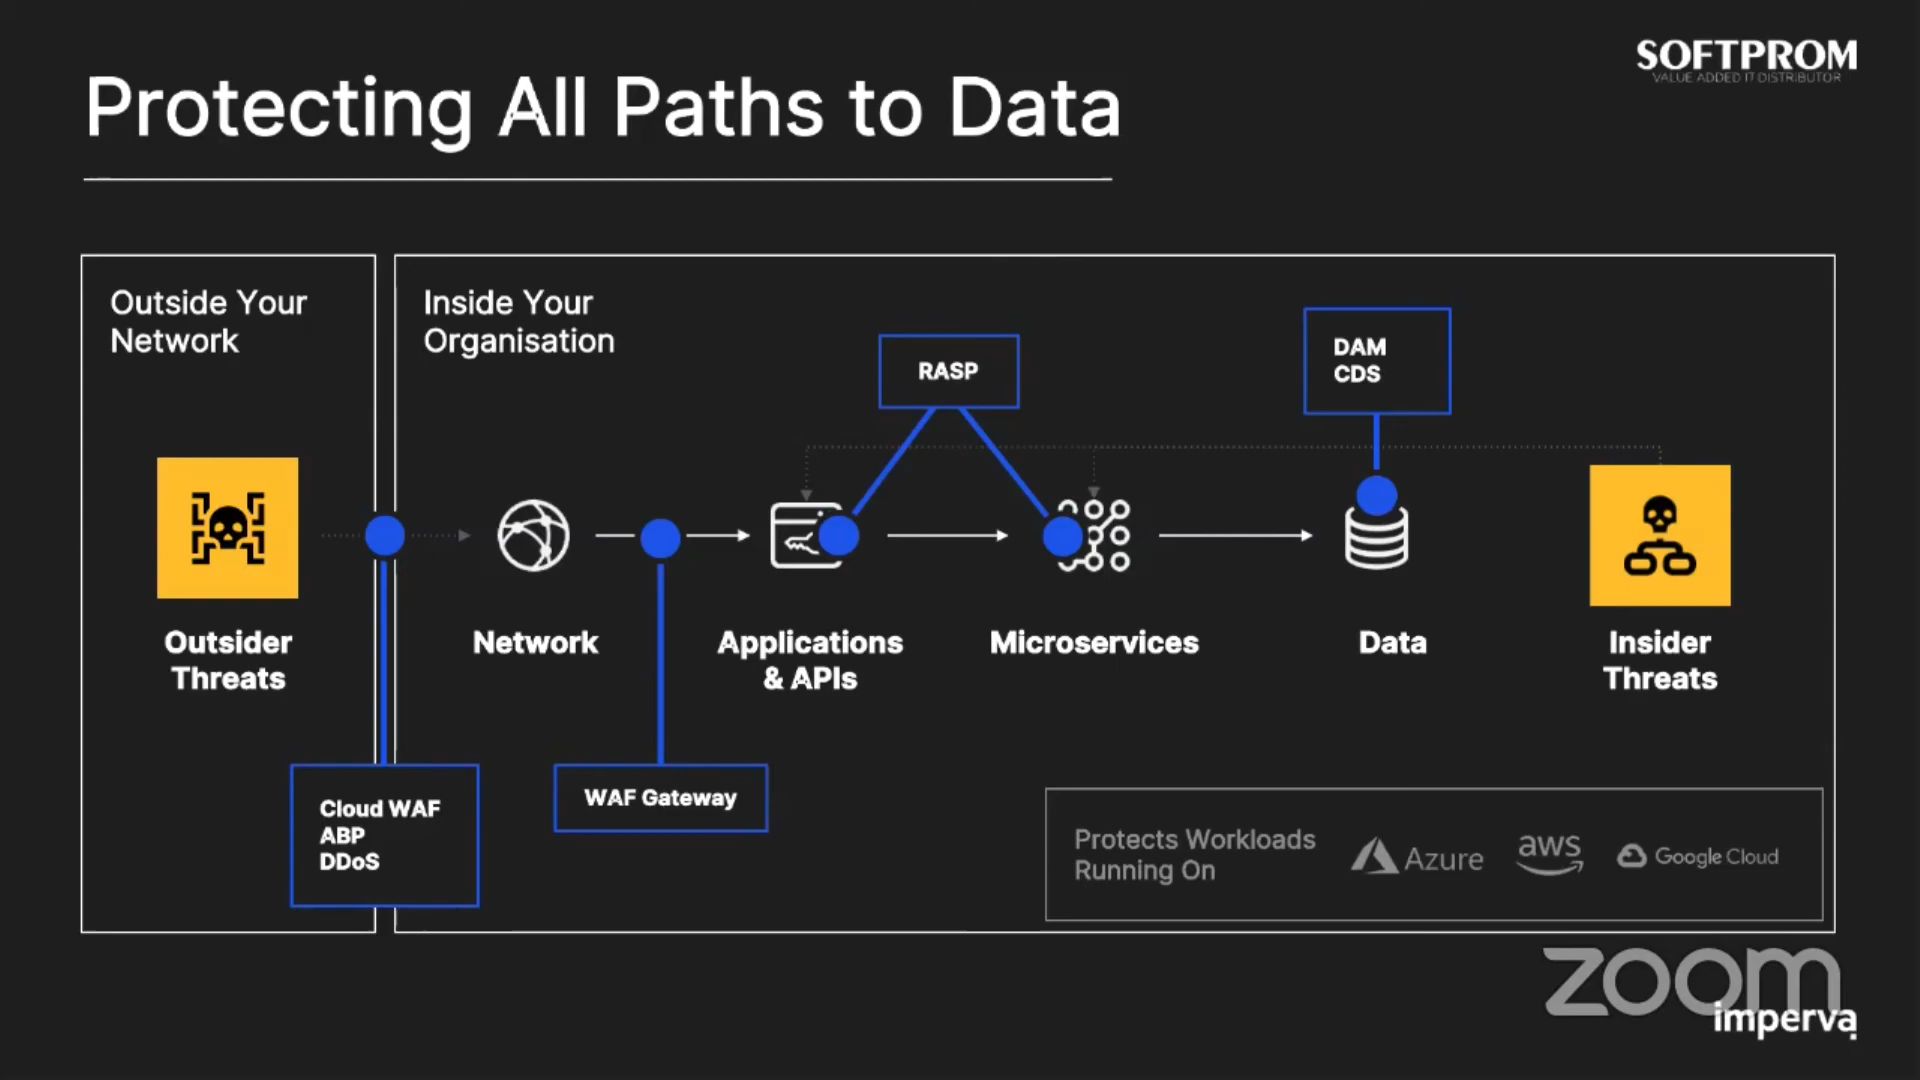 SOFTPROM
VALUE ADDED IT DISTRIBUTOR
Protecting All Paths to Data
Outside Your
Network
Inside Your
Organisation
RASP
DAM
CDS
Outsider
Threats
Network
Applications
& APIs
Microservices
Data
Insider
Threats
Cloud WAF
ABP
DDoS
WAF Gateway
Protects Workloads
Running On
Azure
aws
Google Cloud
zoom
imperva